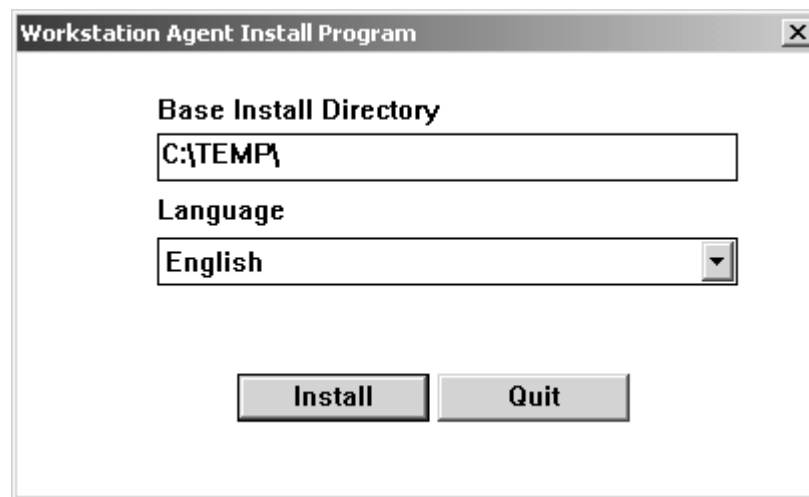 Workstation Agent Install Program
Base Install Directory
C:\TEMP\
Language
English
Install Quit